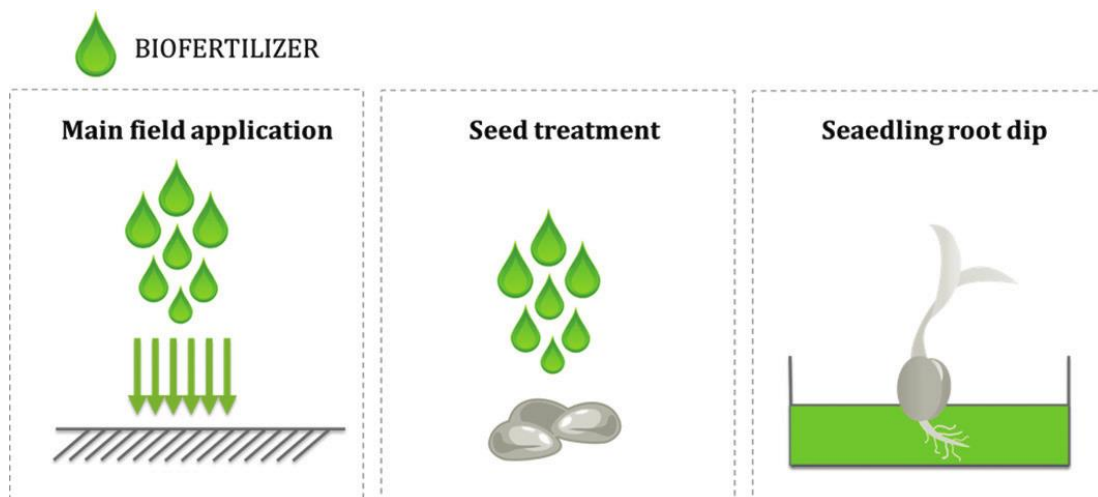 BIOFERTILIZER
Main field application
Seed treatment
Seaedling root dip